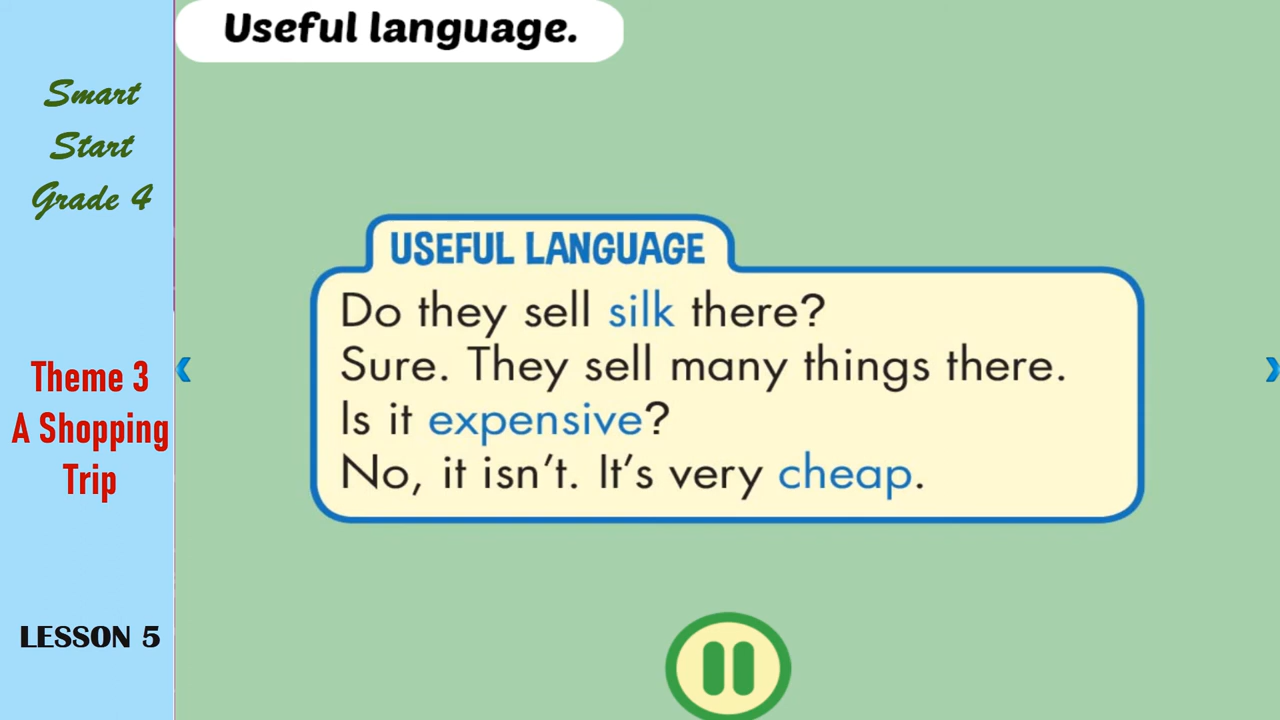 Useful language.
Smart
Start
Grade 4
Theme 3
A Shopping
Trip
LESSON 5
USEFUL LANGUAGE
Do they sell silk there?
Sure. They sell many things there.
Is it expensive?
No, it isn't. It's very cheap.